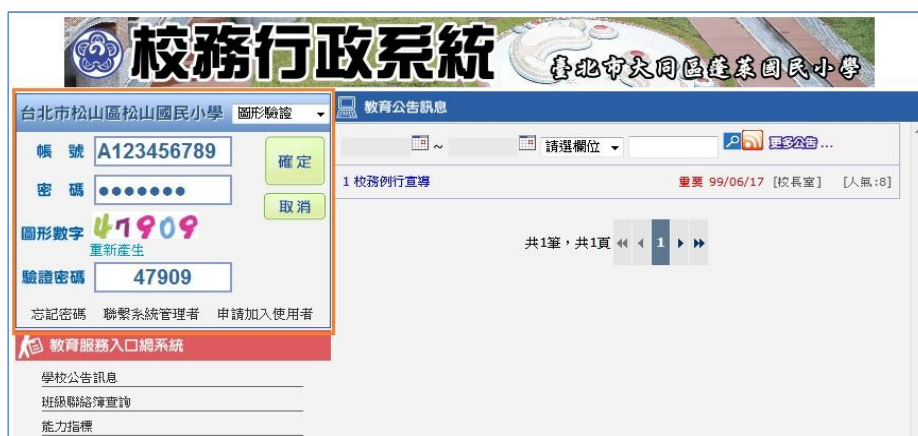 校務行政系統
臺北市大同區蓬萊國民小學
台北市松山區松山國民小學 圖形驗證
帳 號 A123456789
確定
密 碼 •••••••
取消
圖形數字 47909
重新產生
驗證密碼 47909
忘記密碼 聯繫系統管理者 申請加入使用者
教育服務入口網系統
學校公告訊息
班級聯絡簿查詢
能力指標
教育公告訊息
~ 請選欄位 更多公告...
1 校務例行宣導 重要 99/06/17 [校長室] [人氣:8]
共1筆，共1頁 1